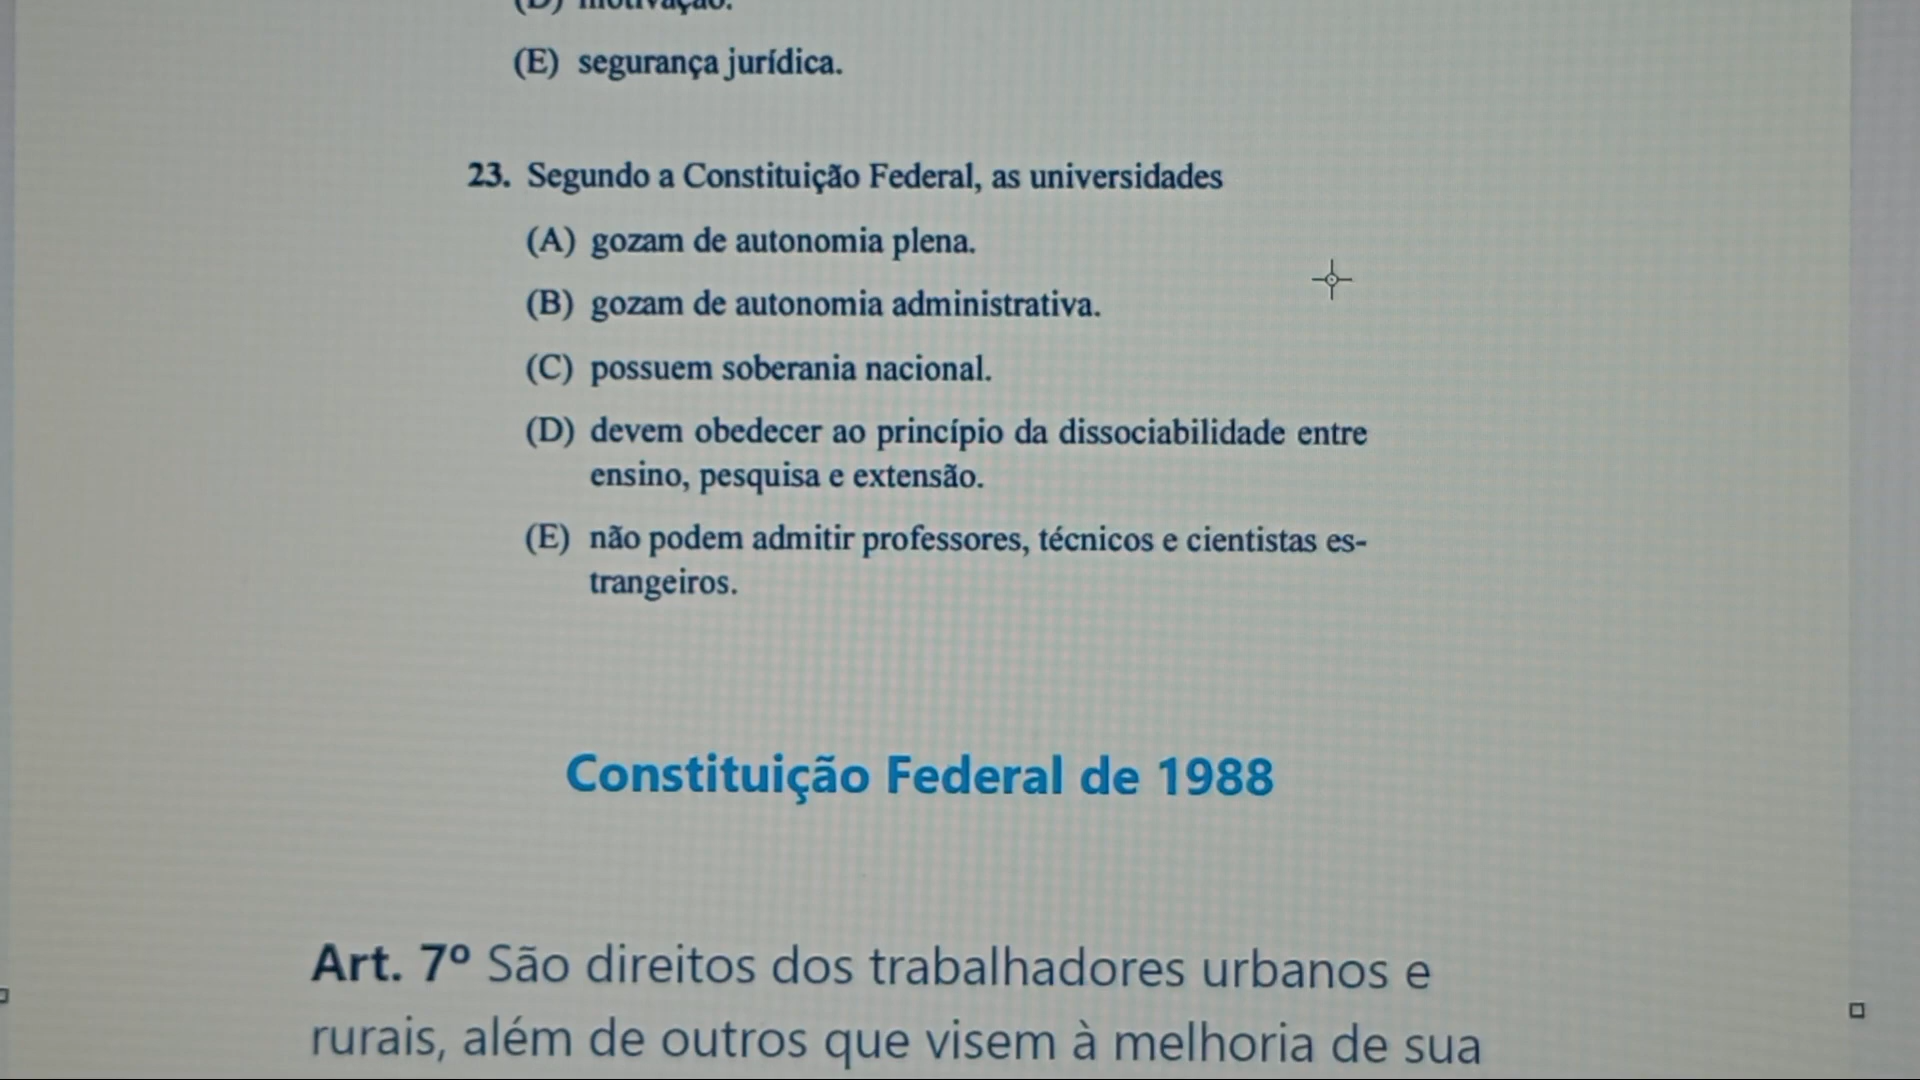 (D) motivação.
(E) segurança jurídica.
23. Segundo a Constituição Federal, as universidades
(A) gozam de autonomia plena.
(B) gozam de autonomia administrativa.
(C) possuem soberania nacional.
(D) devem obedecer ao princípio da dissociabilidade entre
ensino, pesquisa e extensão.
(E) não podem admitir professores, técnicos e cientistas es-
trangeiros.
Constituição Federal de 1988
Art. 7º São direitos dos trabalhadores urbanos e
rurais, além de outros que visem à melhoria de sua